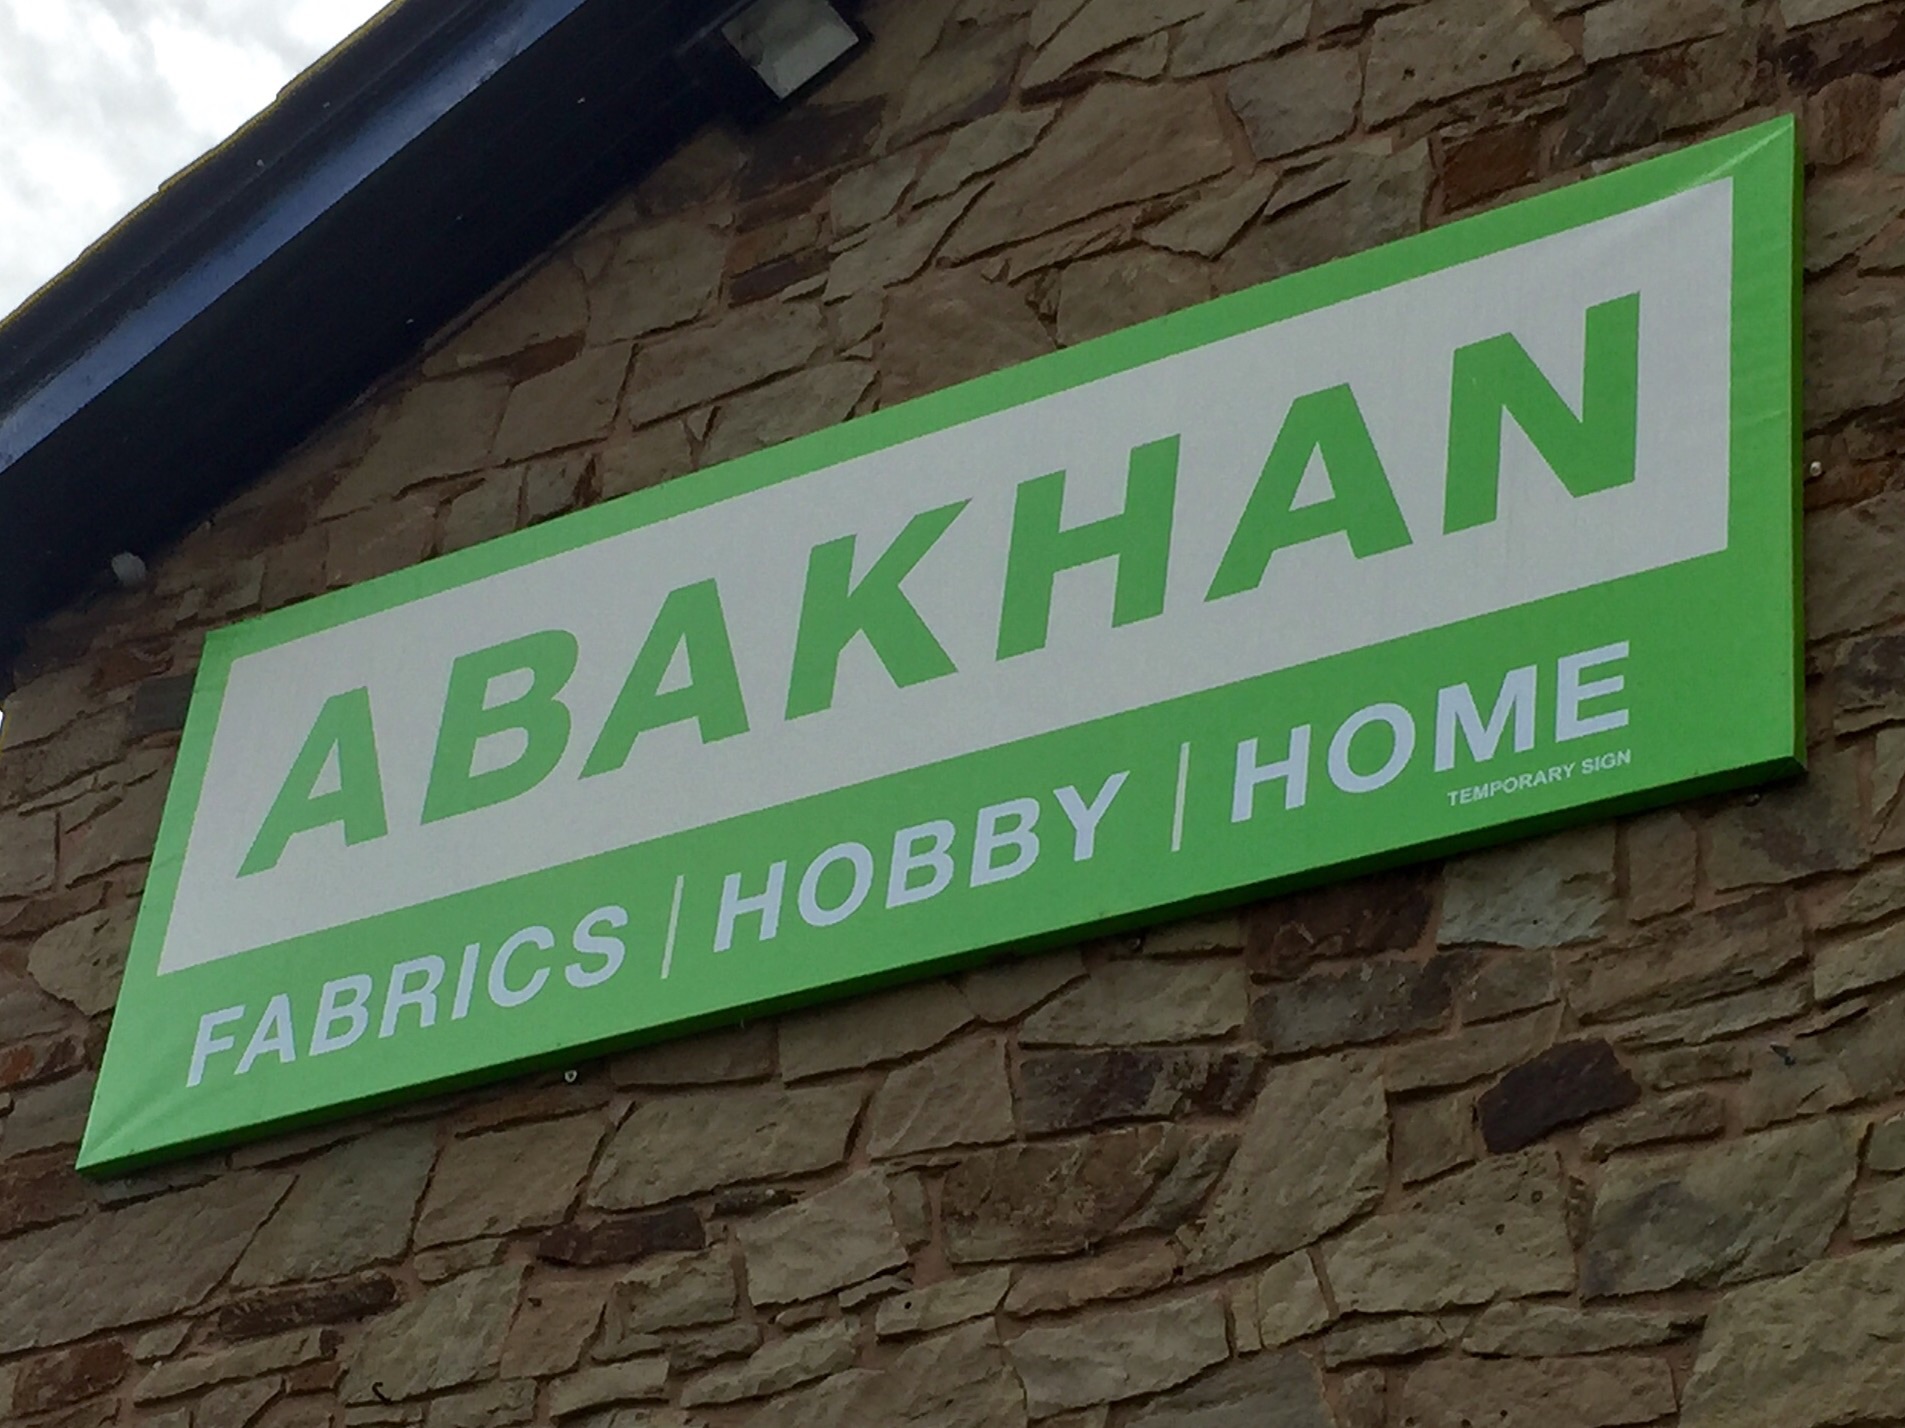 ABAKHAN
FABRICS | HOBBY | HOME
TEMPORARY SIGN